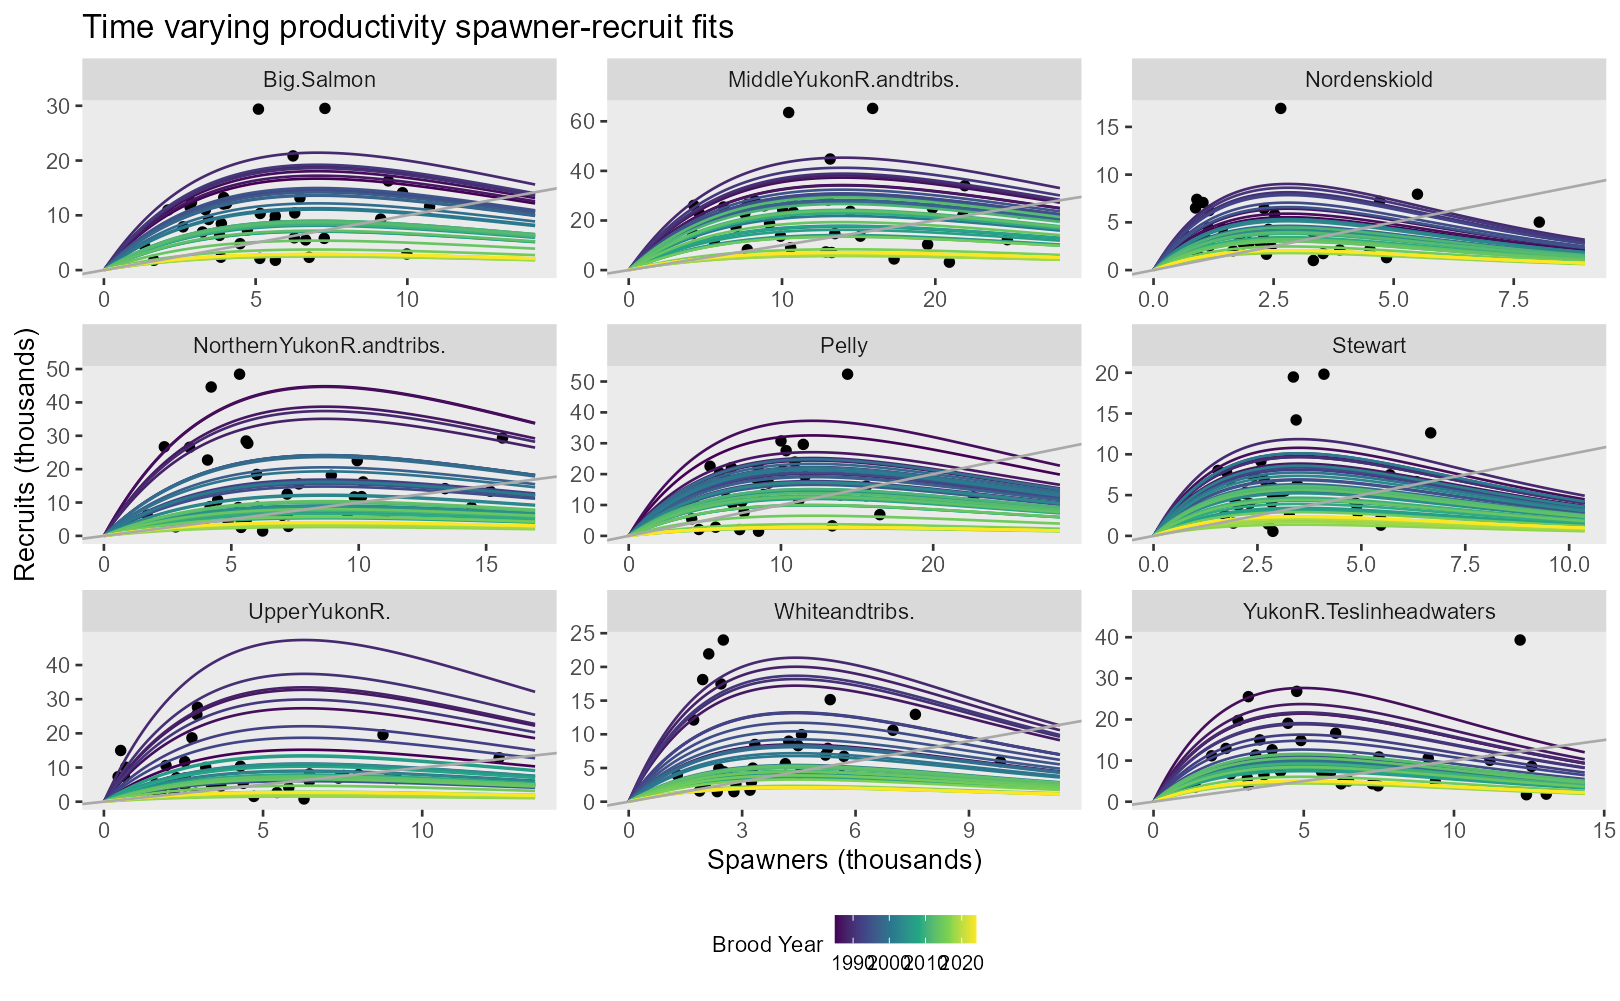 Time varying productivity spawner-recruit fits
Big.Salmon
MiddleYukonR.andtribs.
Nordenskiold
30
20
10
0
60
40
20
0
15
10
5
0
0 5 10
0 10 20
0.0 2.5 5.0 7.5
NorthernYukonR.andtribs.
Pelly
Stewart
50
40
30
20
10
0
50
40
30
20
10
0
20
15
10
5
0
0 5 10 15
0 10 20
0.0 2.5 5.0 7.5 10.0
Recruits (thousands)
UpperYukonR.
Whiteandtribs.
YukonR.Teslinheadwaters
40
30
20
10
0
25
20
15
10
5
0
40
30
20
10
0
0 5 10
0 3 6 9
0 5 10 15
Spawners (thousands)
Brood Year
1990 2000 2010 2020